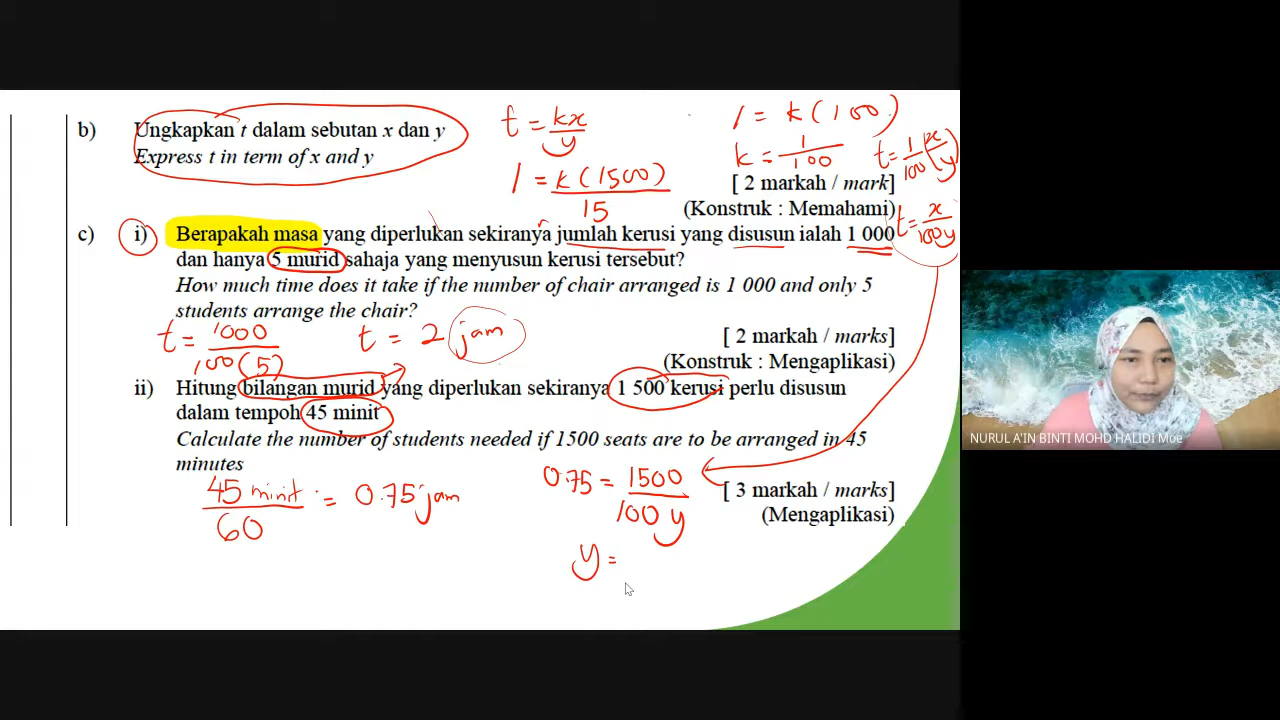 b) Ungkapkan t dalam sebutan x dan y
Express t in term of x and y
t = kx/y
1 = k(1500)/15
1 = k(100)
k = 1/100
t = 1/100 (x/y)
t = x/100y
[ 2 markah / mark]
(Konstruk : Memahami)
c) i) Berapakah masa yang diperlukan sekiranya jumlah kerusi yang disusun ialah 1 000
dan hanya 5 murid sahaja yang menyusun kerusi tersebut?
How much time does it take if the number of chair arranged is 1 000 and only 5
students arrange the chair?
t = 1000/100(5)
t = 2 jam
[ 2 markah / marks]
(Konstruk : Mengaplikasi)
ii) Hitung bilangan murid yang diperlukan sekiranya 1 500 kerusi perlu disusun
dalam tempoh 45 minit
Calculate the number of students needed if 1500 seats are to be arranged in 45
minutes
45 minit/60 = 0.75 jam
0.75 = 1500/100y
y =
[ 3 markah / marks]
(Mengaplikasi)
NURUL A'IN BINTI MOHD HALIDI Moe